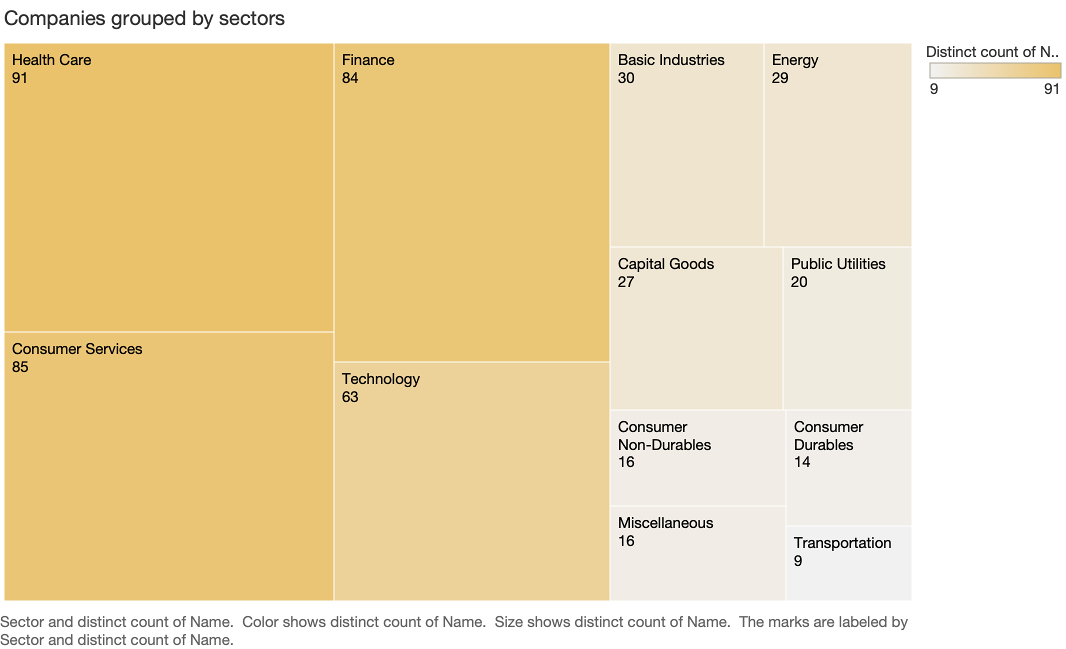 Companies grouped by sectors
Health Care
91
Finance
84
Basic Industries
30
Energy
29
Distinct count of N..
9 91
Capital Goods
27
Public Utilities
20
Consumer Services
85
Technology
63
Consumer
Non-Durables
16
Consumer
Durables
14
Miscellaneous
16
Transportation
9
Sector and distinct count of Name.  Color shows distinct count of Name.  Size shows distinct count of Name.  The marks are labeled by
Sector and distinct count of Name.